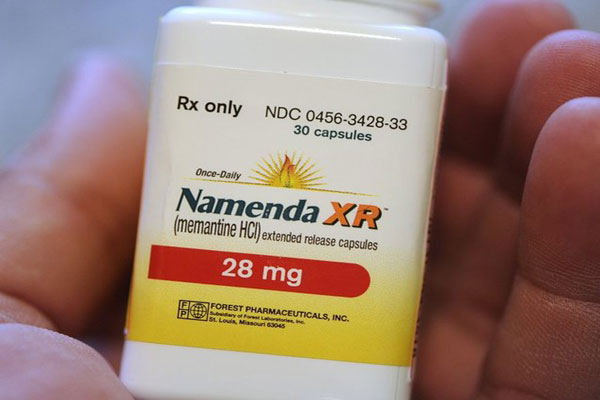 Rx only
NDC 0456-3428-33
30 capsules
Once-Daily
Namenda XR™
(memantine HCl) extended release capsules
28 mg
F P
FOREST PHARMACEUTICALS, INC.
Subsidiary of Forest Laboratories, Inc.
St. Louis, Missouri 63045